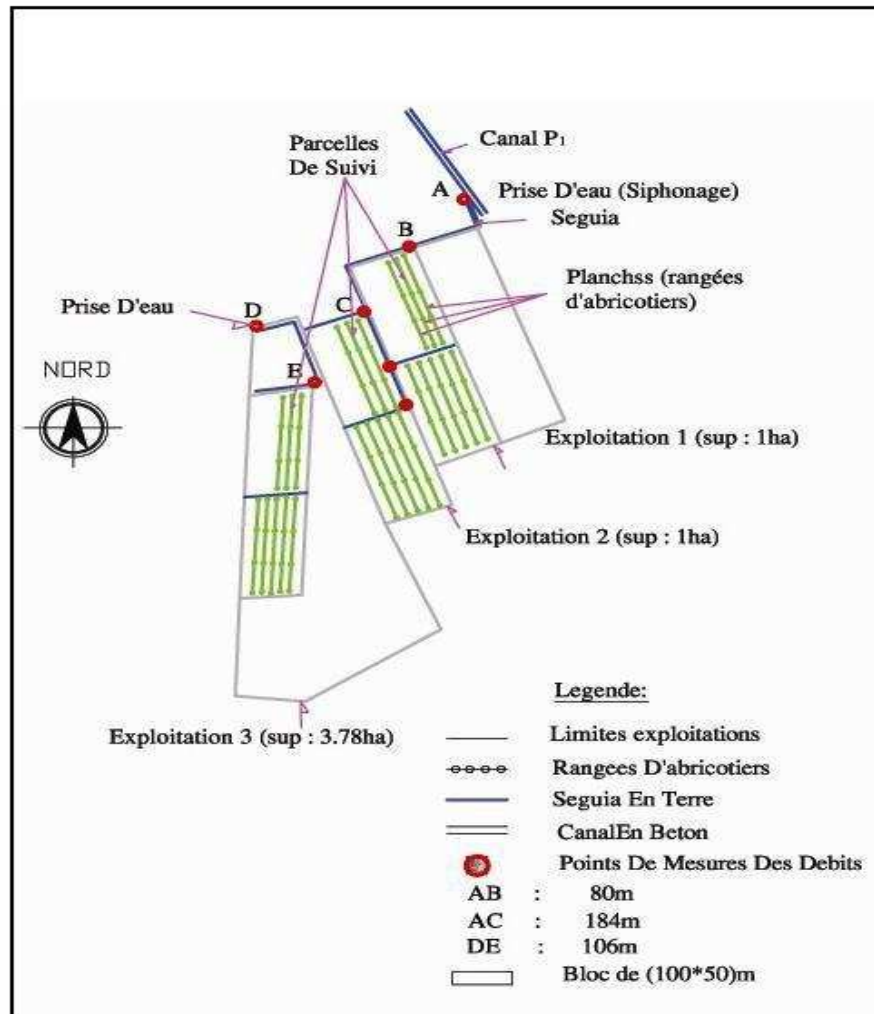 Parcelles
De Suivi
Canal P1
A
Prise D'eau (Siphonage)
Seguia
B
Planchss (rangées
d'abricotiers)
Prise D'eau
D
C
E
NORD
Exploitation 1 (sup : 1ha)
Exploitation 2 (sup : 1ha)
Exploitation 3 (sup : 3.78ha)
Legende:
Limites exploitations
Rangees D'abricotiers
Seguia En Terre
CanalEn Beton
Points De Mesures Des Debits
AB : 80m
AC : 184m
DE : 106m
Bloc de (100*50)m